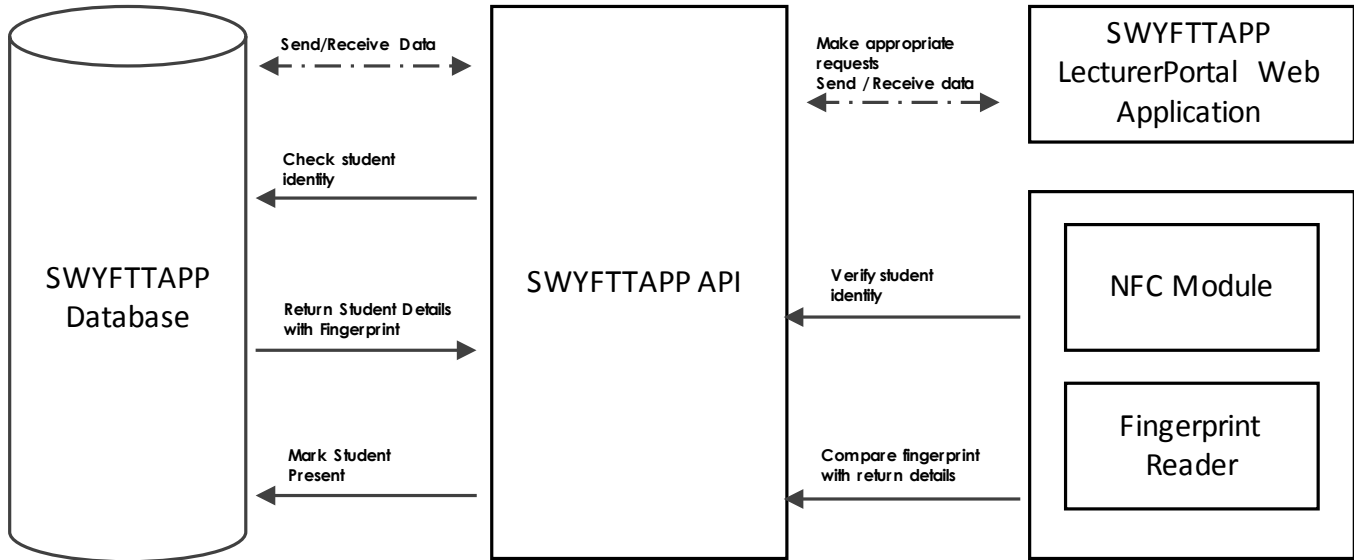 Send/Receive Data
Make appropriate
requests
Send / Receive data
SWYFTTAPP
LecturerPortal Web
Application
Check student
identity
SWYFTTAPP
Database
Return Student Details
with Fingerprint
SWYFTTAPP API
Verify student
identity
NFC Module
Mark Student
Present
Compare fingerprint
with return details
Fingerprint
Reader